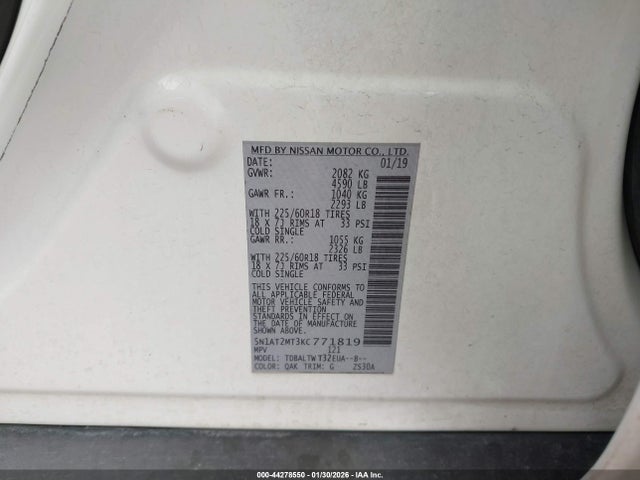 MFD BY NISSAN MOTOR CO., LTD
DATE: 01/19
GVWR: 2082 KG
4590 LB
GAWR FR.: 1040 KG
2293 LB
WITH 225/60R18 TIRES
18 X 7J RIMS AT 33 PSI
COLD SINGLE
GAWR RR.: 1055 KG
2326 LB
WITH 225/60R18 TIRES
18 X 7J RIMS AT 33 PSI
COLD SINGLE
THIS VEHICLE CONFORMS TO
ALL APPLICABLE FEDERAL
MOTOR VEHICLE SAFETY AND
THEFT PREVENTION
STANDARDS IN EFFECT ON
THE DATE OF MANUFACTURE
SHOWN ABOVE.
5N1AT2MT3KC771819
MPV 121
MODEL: TDBALTW T32EUA--B--
COLOR: QAK TRIM: G ZS30A
000-44278550 - 01/30/2026 - IAA Inc.